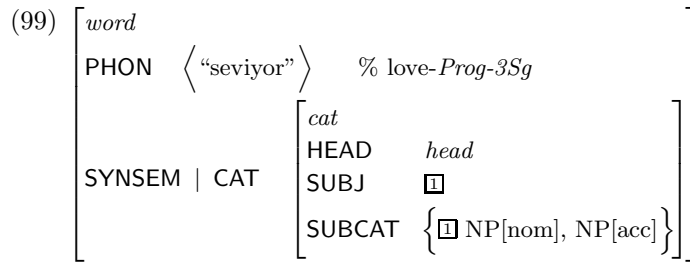 (99) word
PHON ⟨“seviyor”⟩ % love-Prog-3Sg
cat
HEAD head
SYNSEM | CAT SUBJ 1
SUBCAT {1 NP[nom], NP[acc]}